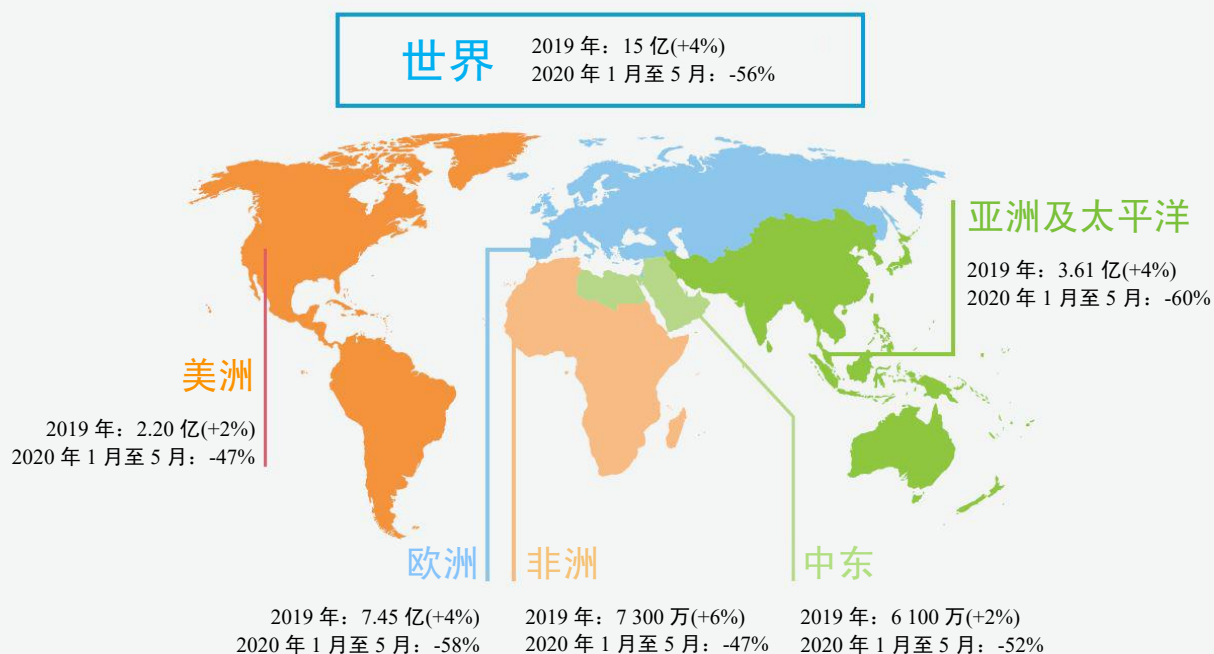 世界
2019 年：15 亿(+4%)
2020 年 1 月至 5 月：-56%
亚洲及太平洋
2019 年：3.61 亿(+4%)
2020 年 1 月至 5 月：-60%
美洲
2019 年：2.20 亿(+2%)
2020 年 1 月至 5 月：-47%
欧洲
2019 年：7.45 亿(+4%)
2020 年 1 月至 5 月：-58%
非洲
2019 年：7 300 万(+6%)
2020 年 1 月至 5 月：-47%
中东
2019 年：6 100 万(+2%)
2020 年 1 月至 5 月：-52%